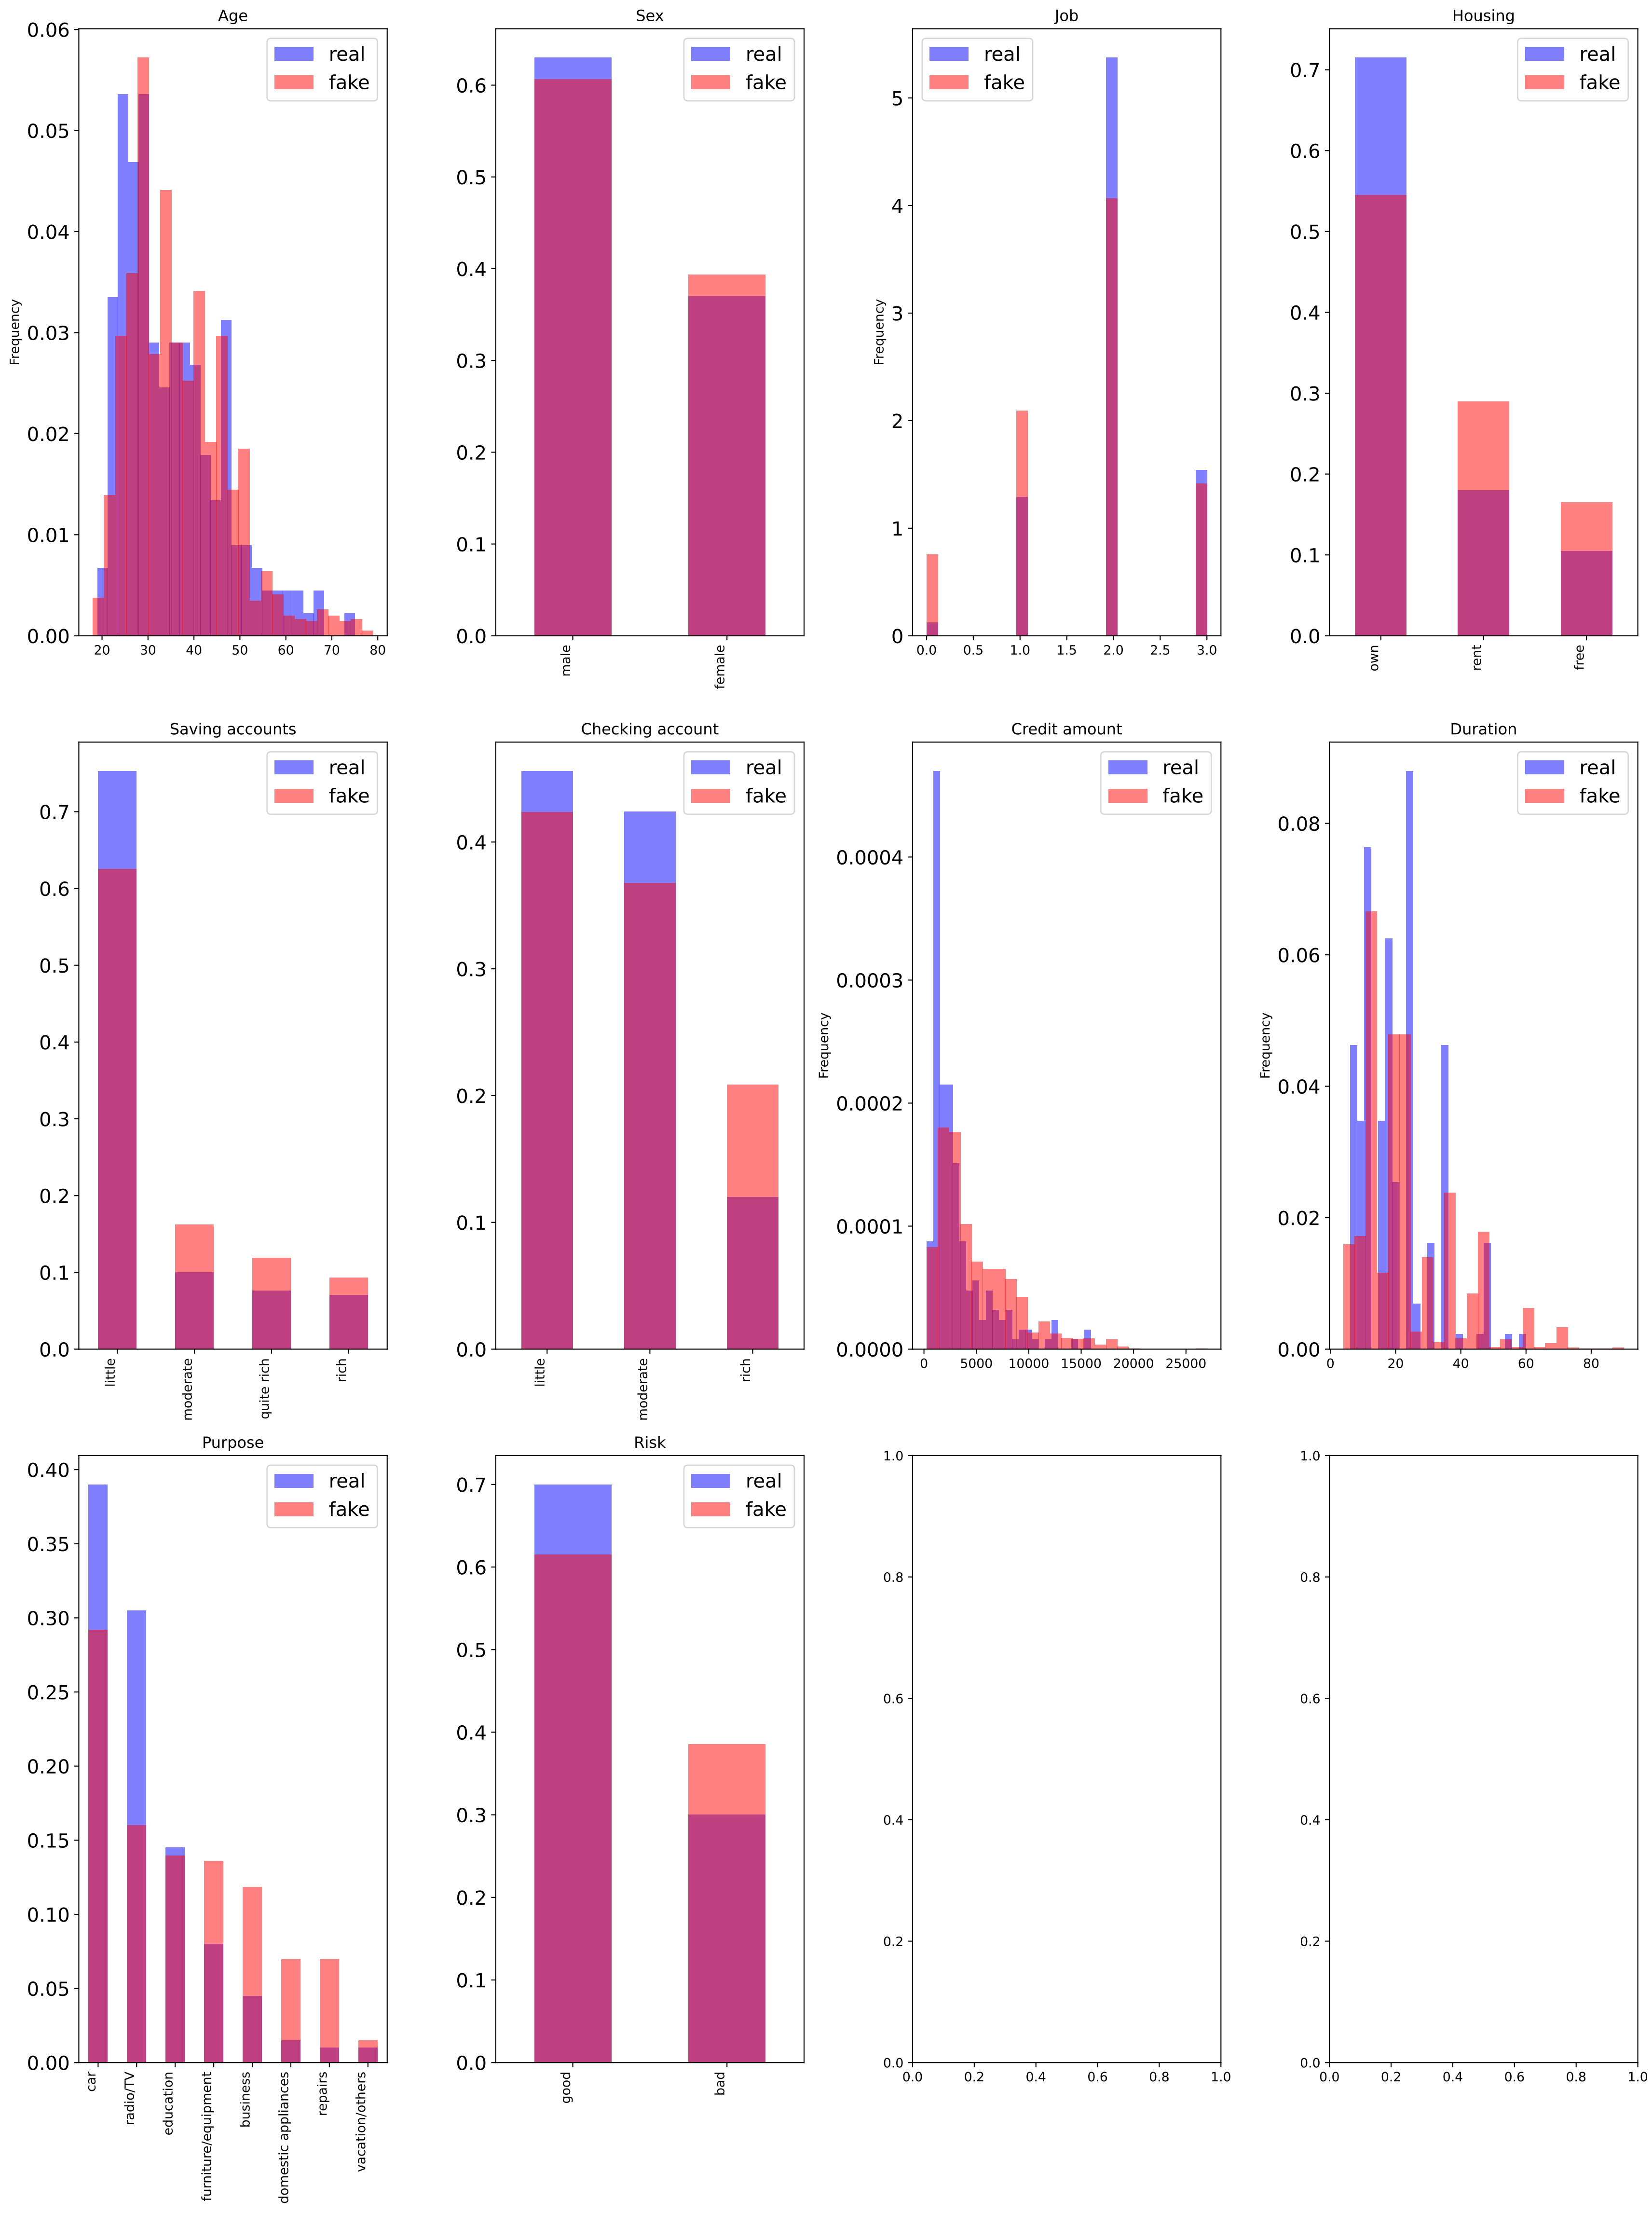 Age
real
fake
Frequency
0.06
0.05
0.04
0.03
0.02
0.01
0.00
20 30 40 50 60 70 80
Sex
real
fake
0.6
0.5
0.4
0.3
0.2
0.1
0.0
male
female
Job
real
fake
Frequency
5
4
3
2
1
0
0.0 0.5 1.0 1.5 2.0 2.5 3.0
Housing
real
fake
0.7
0.6
0.5
0.4
0.3
0.2
0.1
0.0
own
rent
free
Saving accounts
real
fake
0.7
0.6
0.5
0.4
0.3
0.2
0.1
0.0
little
moderate
quite rich
rich
Checking account
real
fake
0.4
0.3
0.2
0.1
0.0
little
moderate
rich
Credit amount
real
fake
Frequency
0.0004
0.0003
0.0002
0.0001
0.0000
0 5000 10000 15000 20000 25000
Duration
real
fake
Frequency
0.08
0.06
0.04
0.02
0.00
0 20 40 60 80
Purpose
real
fake
0.40
0.35
0.30
0.25
0.20
0.15
0.10
0.05
0.00
car
radio/TV
education
furniture/equipment
business
domestic appliances
repairs
vacation/others
Risk
real
fake
0.7
0.6
0.5
0.4
0.3
0.2
0.1
0.0
good
bad
1.0
0.8
0.6
0.4
0.2
0.0
0.0 0.2 0.4 0.6 0.8 1.0
1.0
0.8
0.6
0.4
0.2
0.0
0.0 0.2 0.4 0.6 0.8 1.0